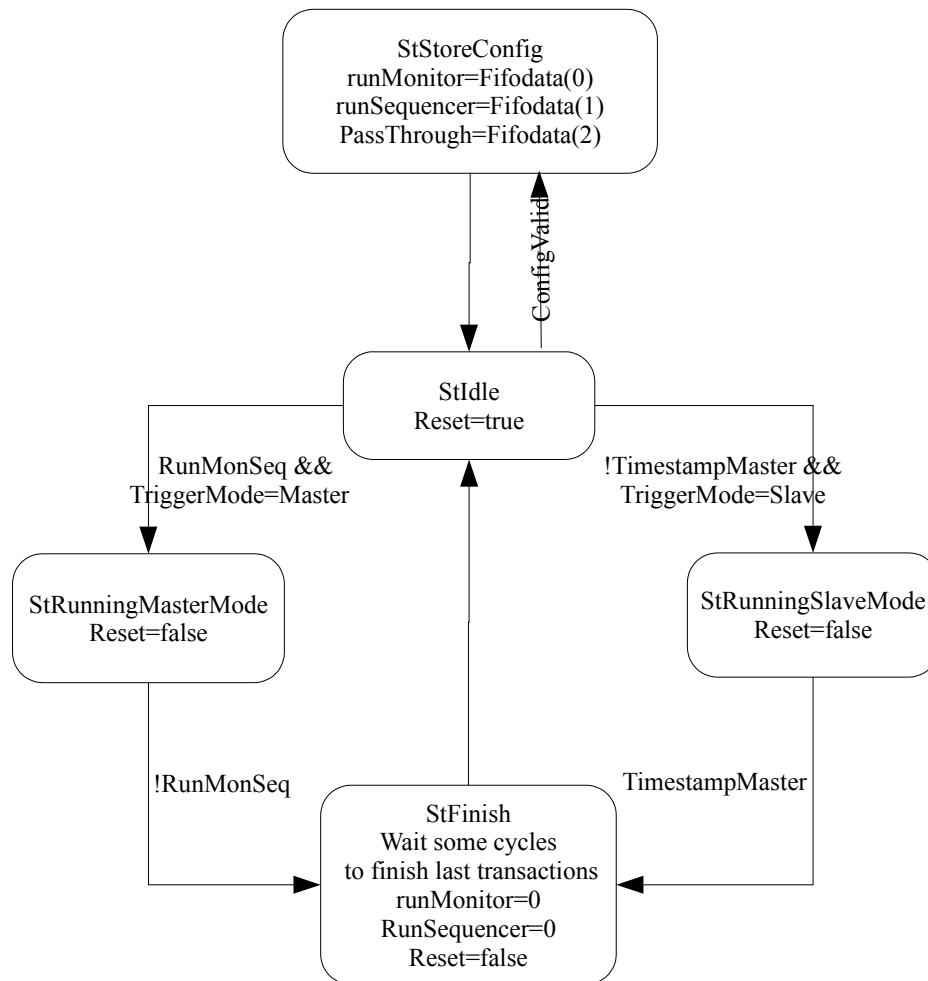 StStoreConfig
runMonitor=Fifodata(0)
runSequencer=Fifodata(1)
PassThrough=Fifodata(2)
ConfigValid
StIdle
Reset=true
RunMonSeq &&
TriggerMode=Master
!TimestampMaster &&
TriggerMode=Slave
StRunningMasterMode
Reset=false
StRunningSlaveMode
Reset=false
!RunMonSeq
TimestampMaster
StFinish
Wait some cycles
to finish last transactions
runMonitor=0
RunSequencer=0
Reset=false